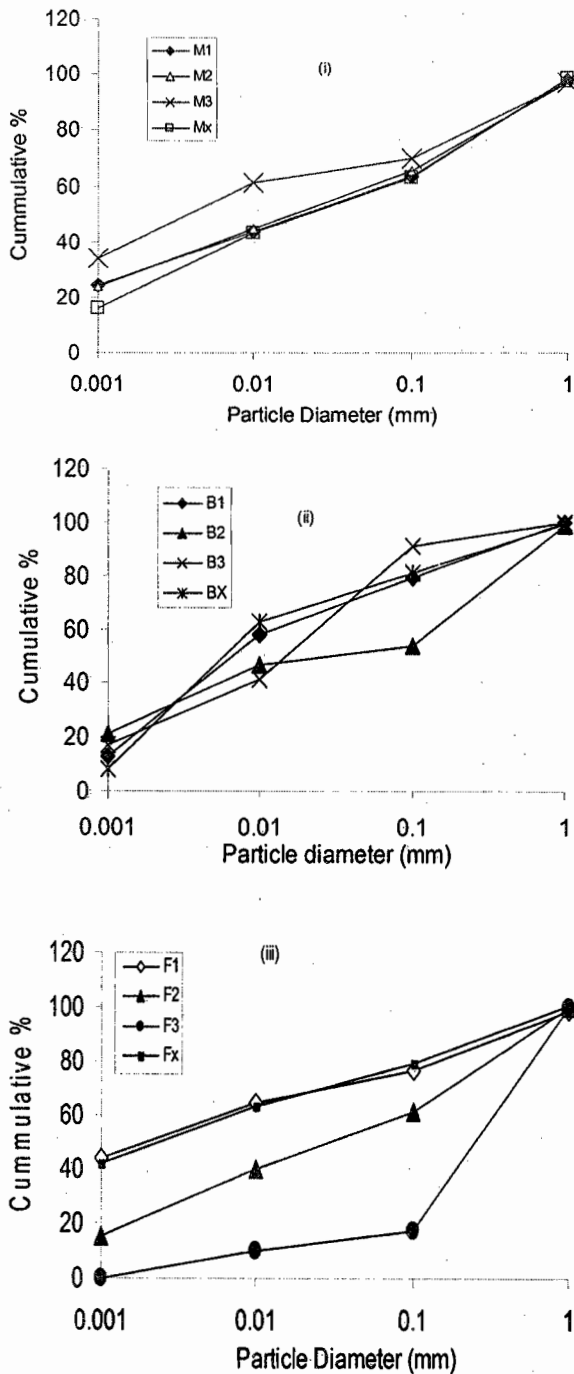 120
100
80
60
40
20
0
Cummulative %
M1
M2
M3
Mx
(i)
0.001 0.01 0.1 1
Particle Diameter (mm)
120
100
80
60
40
20
0
Cumulative %
B1
B2
B3
BX
(ii)
0.001 0.01 0.1 1
Particle diameter (mm)
120
100
80
60
40
20
0
Cummulative %
F1
F2
F3
Fx
(iii)
0.001 0.01 0.1 1
Particle Diameter (mm)